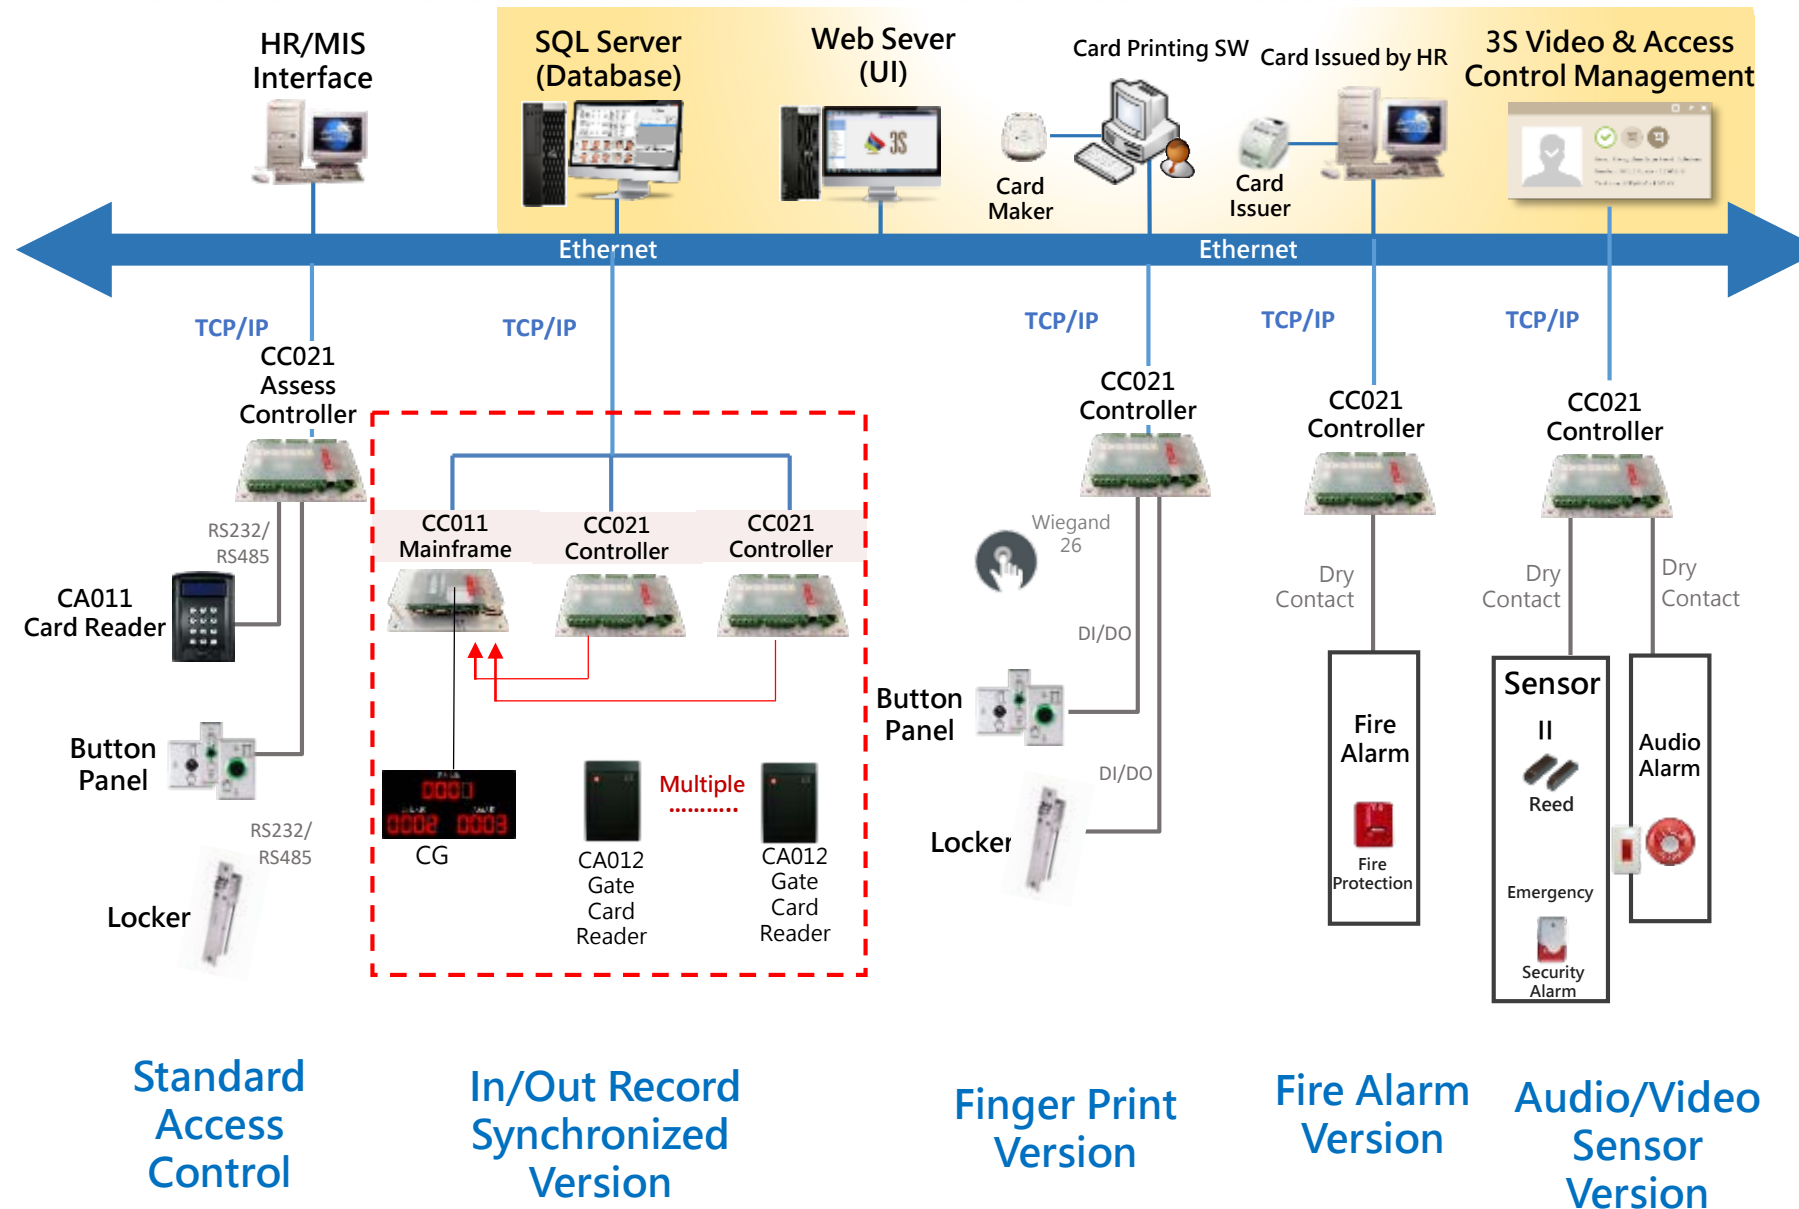 HR/MIS
Interface
SQL Server
(Database)
Web Sever
(UI)
Card Printing SW
Card Issued by HR
3S Video & Access
Control Management
3S
Card
Maker
Card
Issuer
Ethernet
Ethernet
TCP/IP
TCP/IP
TCP/IP
TCP/IP
TCP/IP
CC021
Assess
Controller
CC021
Controller
CC021
Controller
CC021
Controller
RS232/
RS485
CC011
Mainframe
CC021
Controller
CC021
Controller
Wiegand
26
Dry
Contact
Dry
Contact
Dry
Contact
CA011
Card Reader
DI/DO
Button
Panel
Sensor
Fire
Alarm
Audio
Alarm
Reed
Button
Panel
Multiple
...........
DI/DO
0001
0002 0003
RS232/
RS485
CG
CA012
Gate
Card
Reader
CA012
Gate
Card
Reader
Locker
Fire
Protection
Emergency
Locker
Security
Alarm
Standard
Access
Control
In/Out Record
Synchronized
Version
Finger Print
Version
Fire Alarm
Version
Audio/Video
Sensor
Version